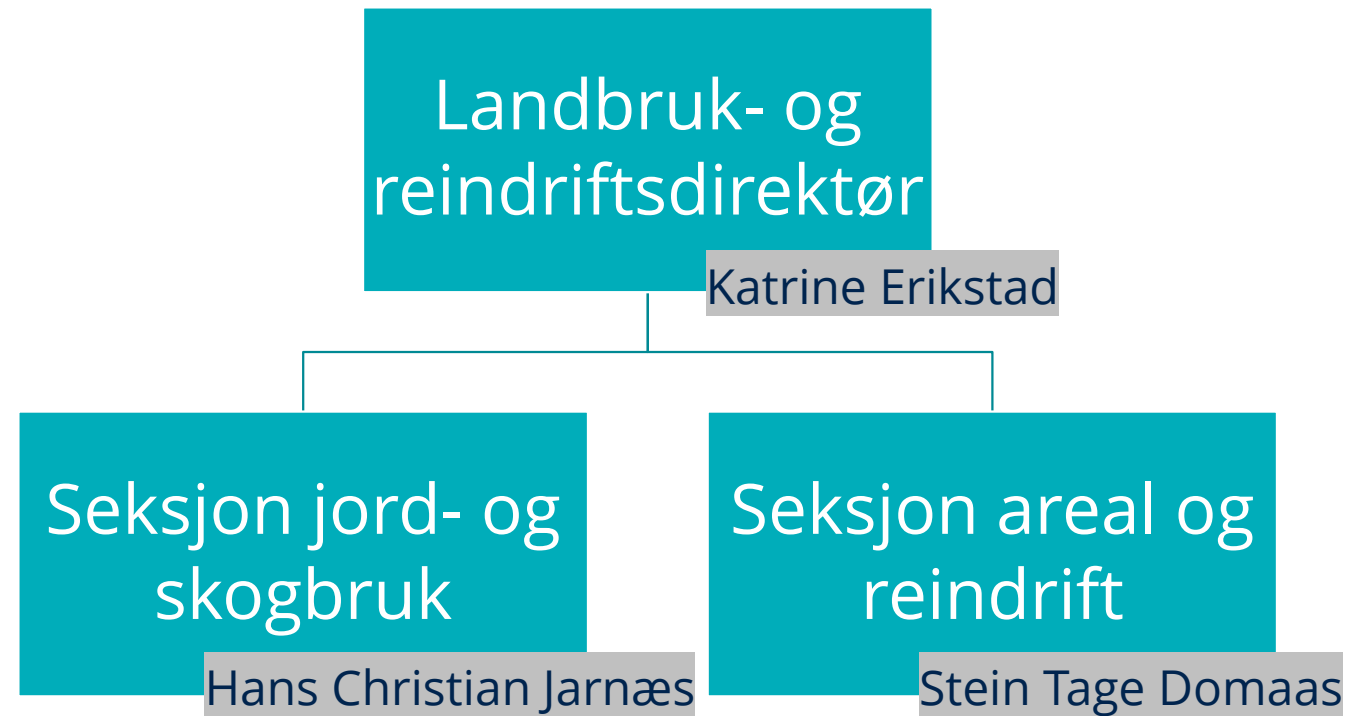 Landbruk- og
reindriftsdirektør
Katrine Erikstad
Seksjon jord- og
skogbruk
Hans Christian Jarnæs
Seksjon areal og
reindrift
Stein Tage Domaas